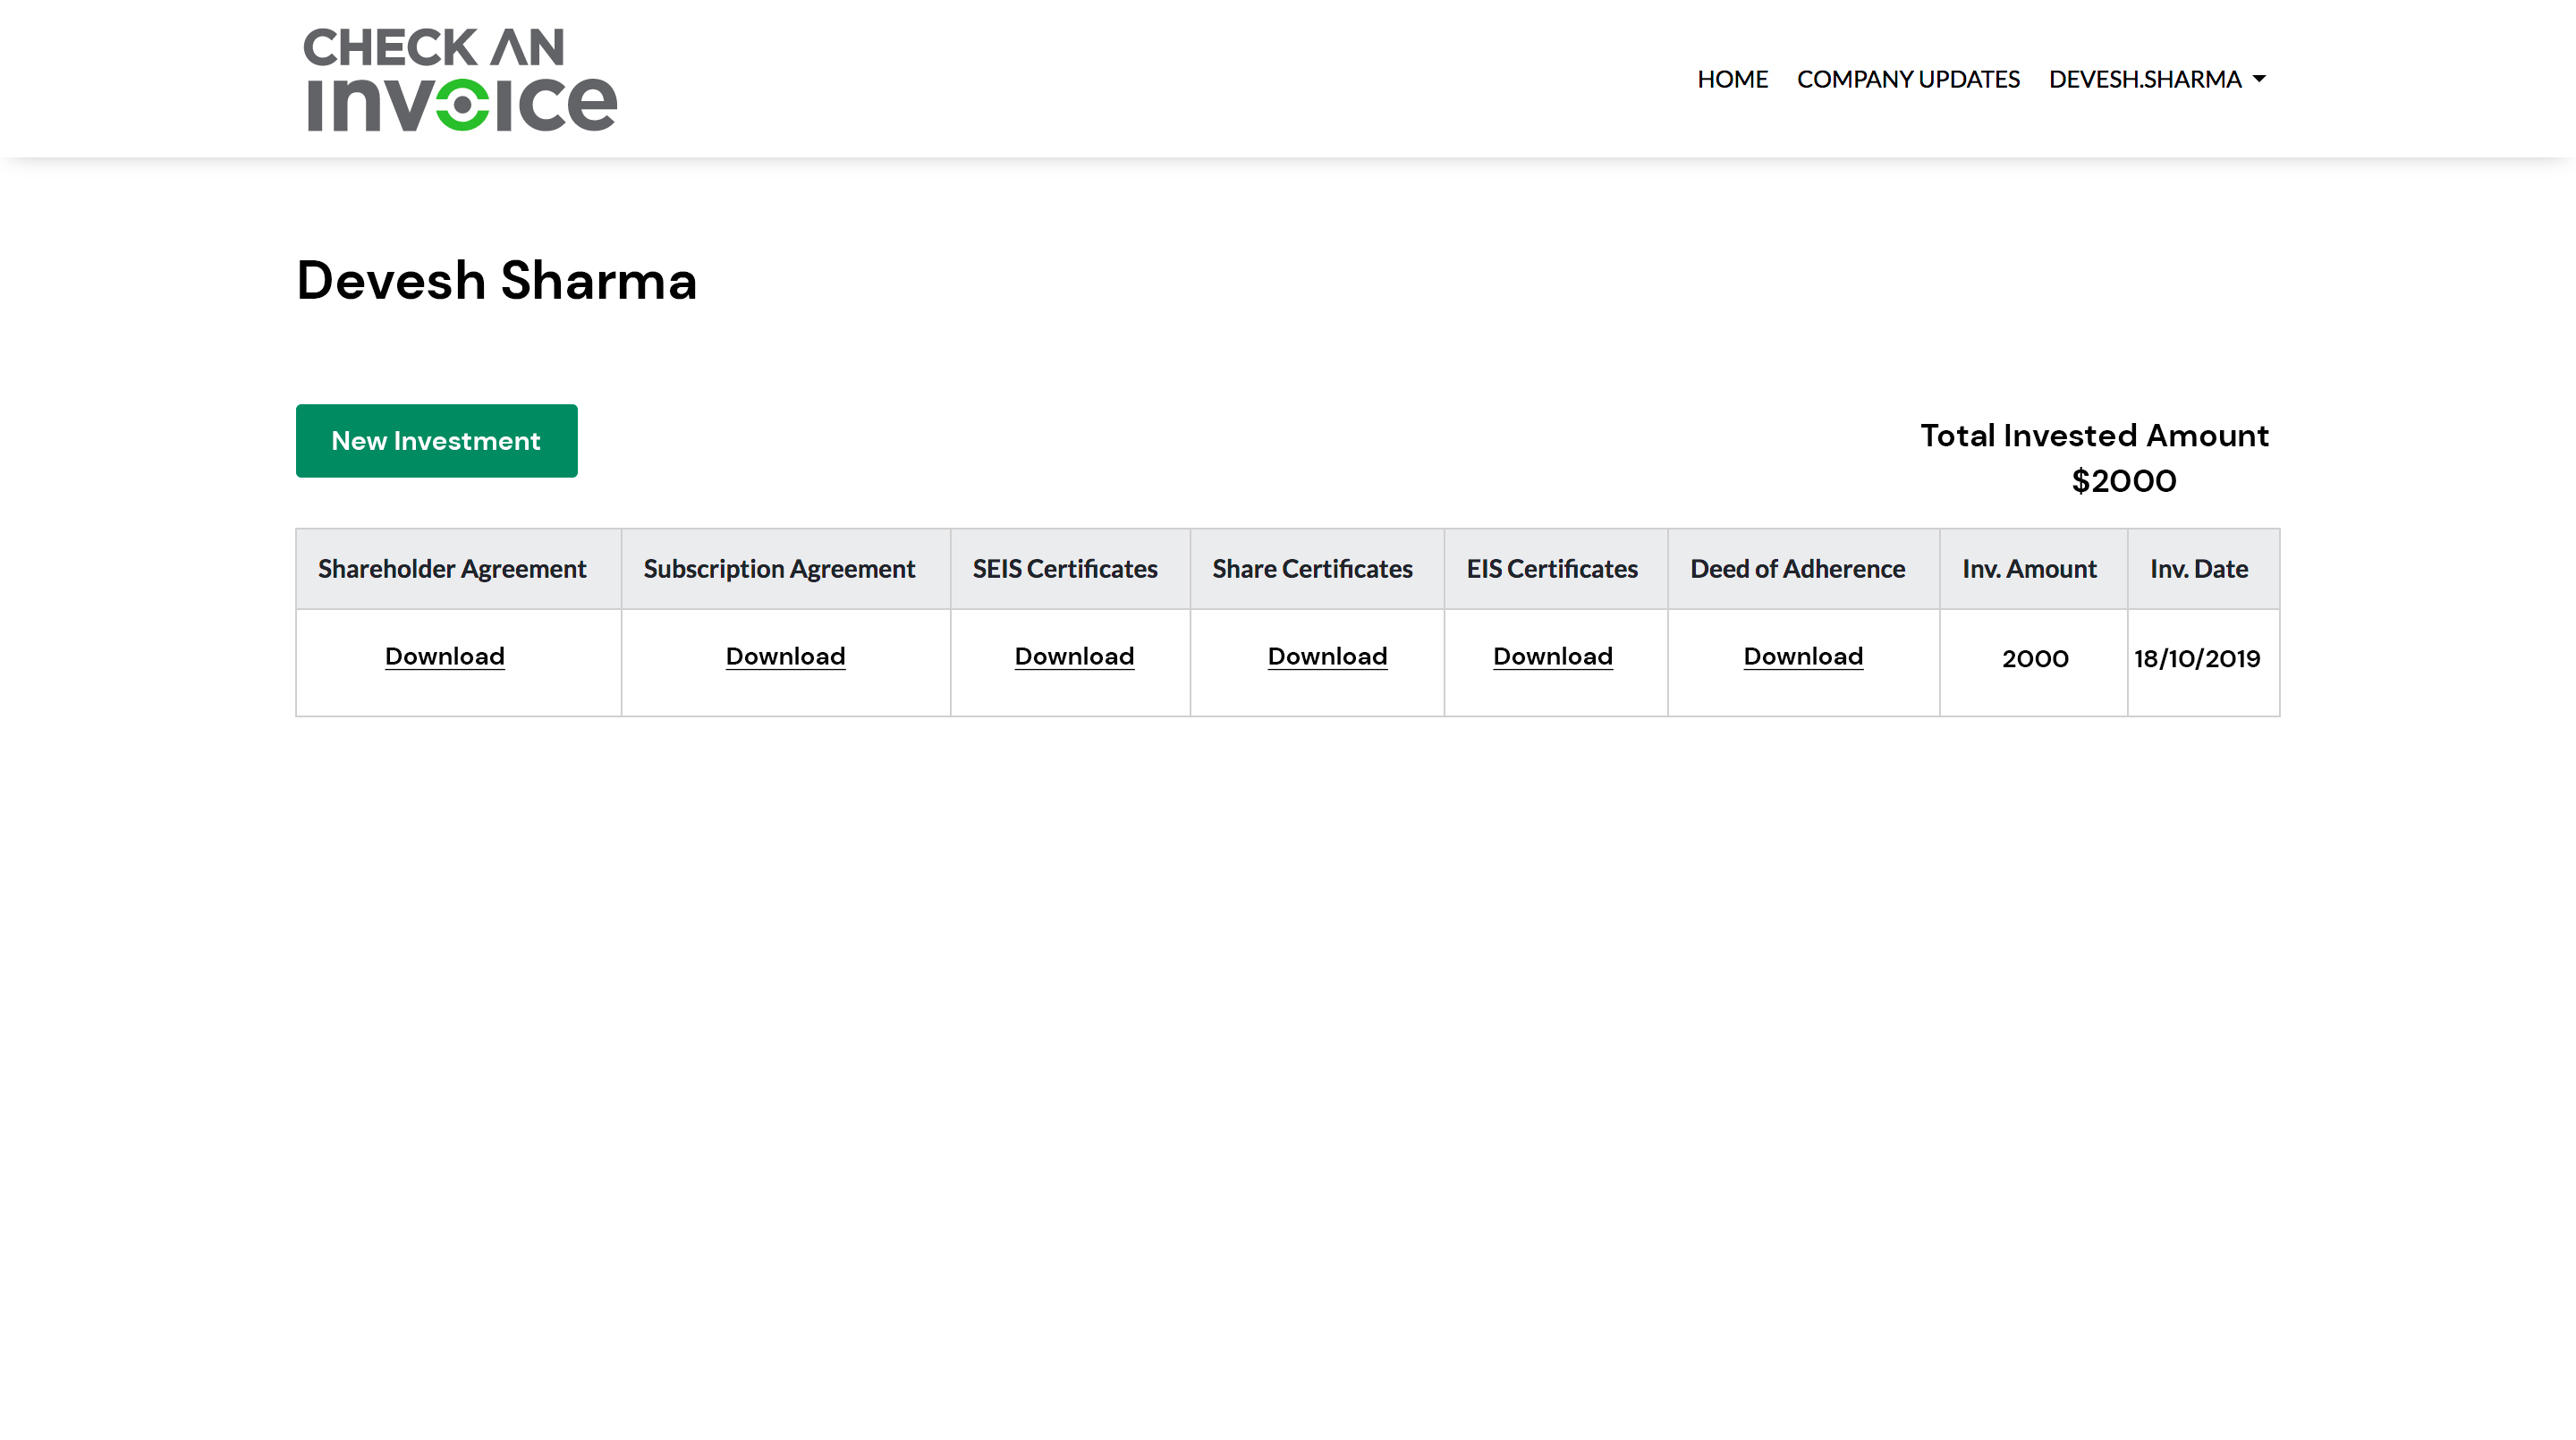 CHECK AN
invoice
HOME COMPANY UPDATES DEVESH.SHARMA
Devesh Sharma
New Investment
Total Invested Amount
$2000
Shareholder Agreement Subscription Agreement SEIS Certificates Share Certificates EIS Certificates Deed of Adherence Inv. Amount Inv. Date
Download Download Download Download Download Download 2000 18/10/2019